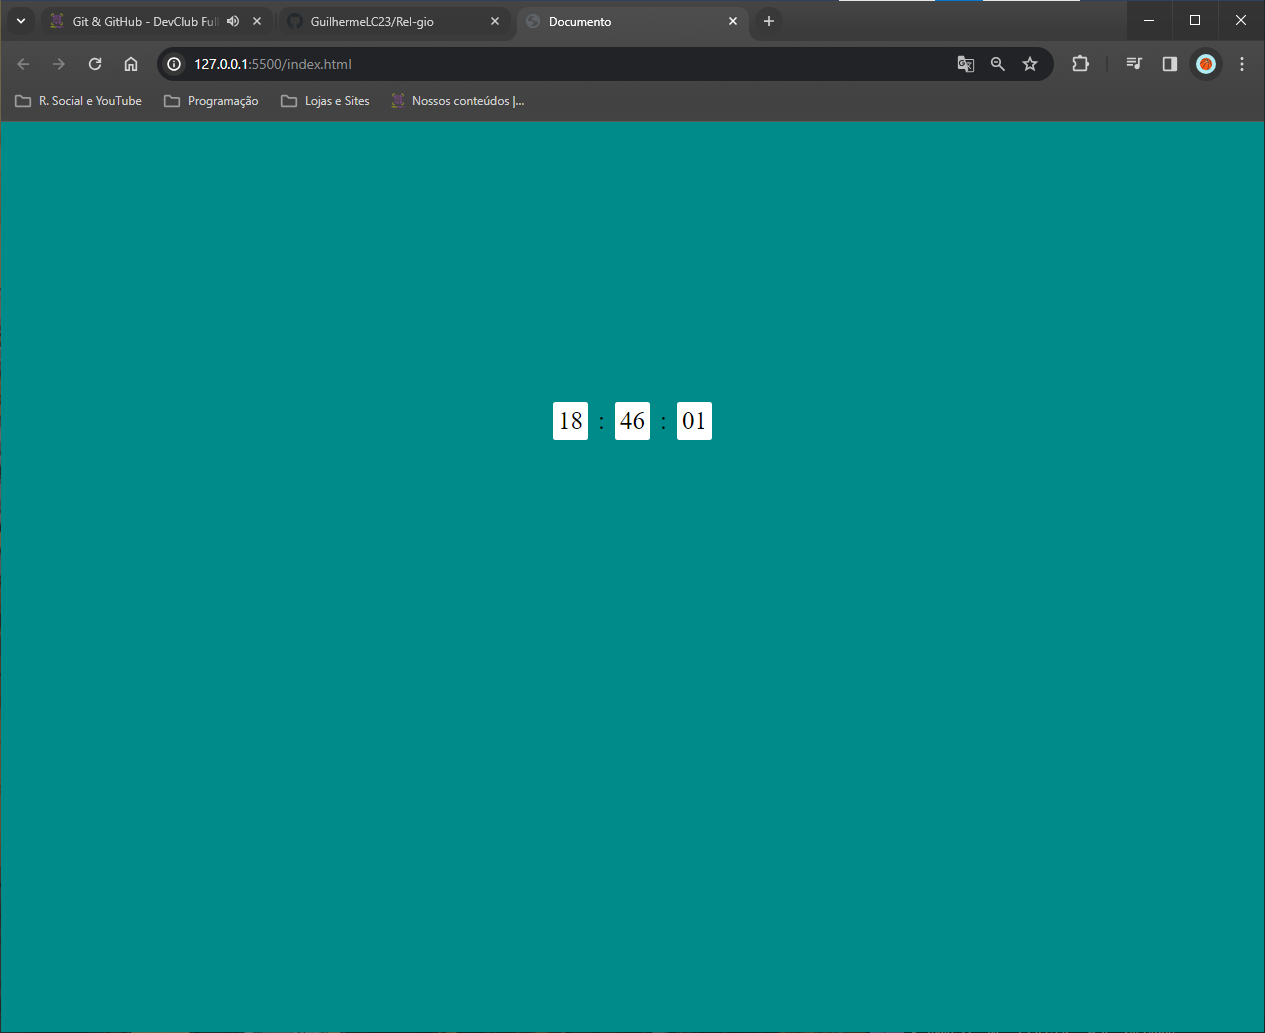 Git & GitHub - DevClub Full
GuilhermeLC23/Rel-gio
Documento
127.0.0.1:5500/index.html
R. Social e YouTube
Programação
Lojas e Sites
Nossos conteúdos |...
18 : 46 : 01